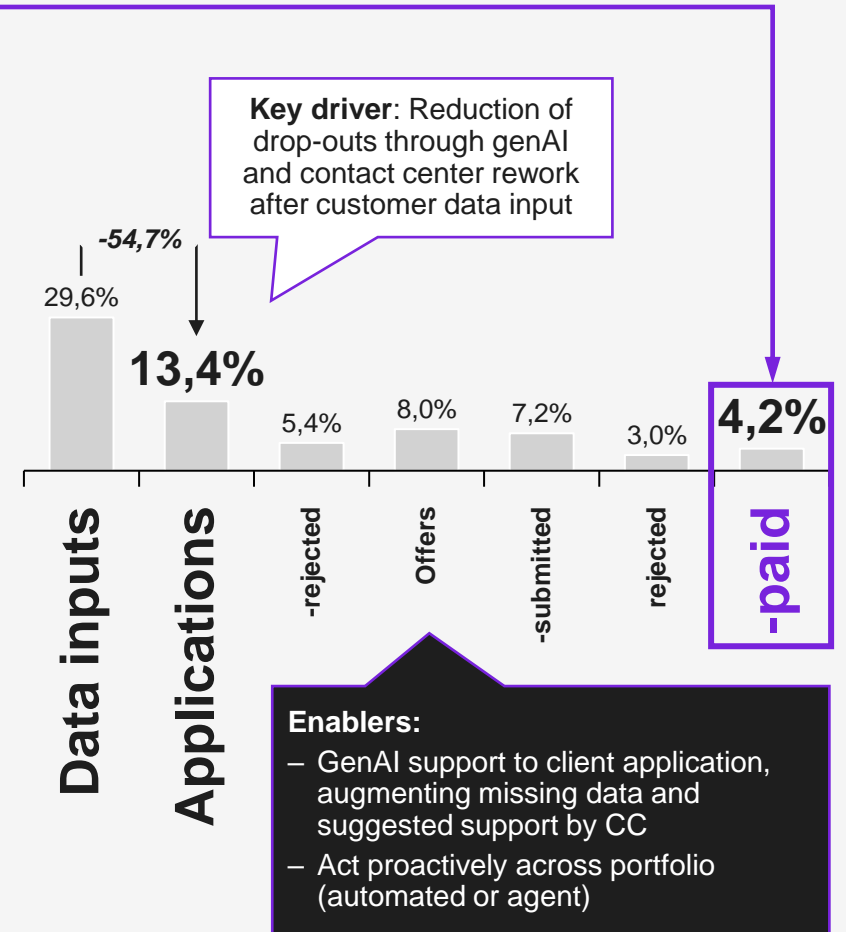 Key driver: Reduction of
drop-outs through genAI
and contact center rework
after customer data input
-54,7%
29,6%
13,4%
5,4%
8,0%
7,2%
3,0%
4,2%
Data inputs
Applications
-rejected
Offers
-submitted
rejected
-paid
Enablers:
– GenAI support to client application,
augmenting missing data and
suggested support by CC
– Act proactively across portfolio
(automated or agent)